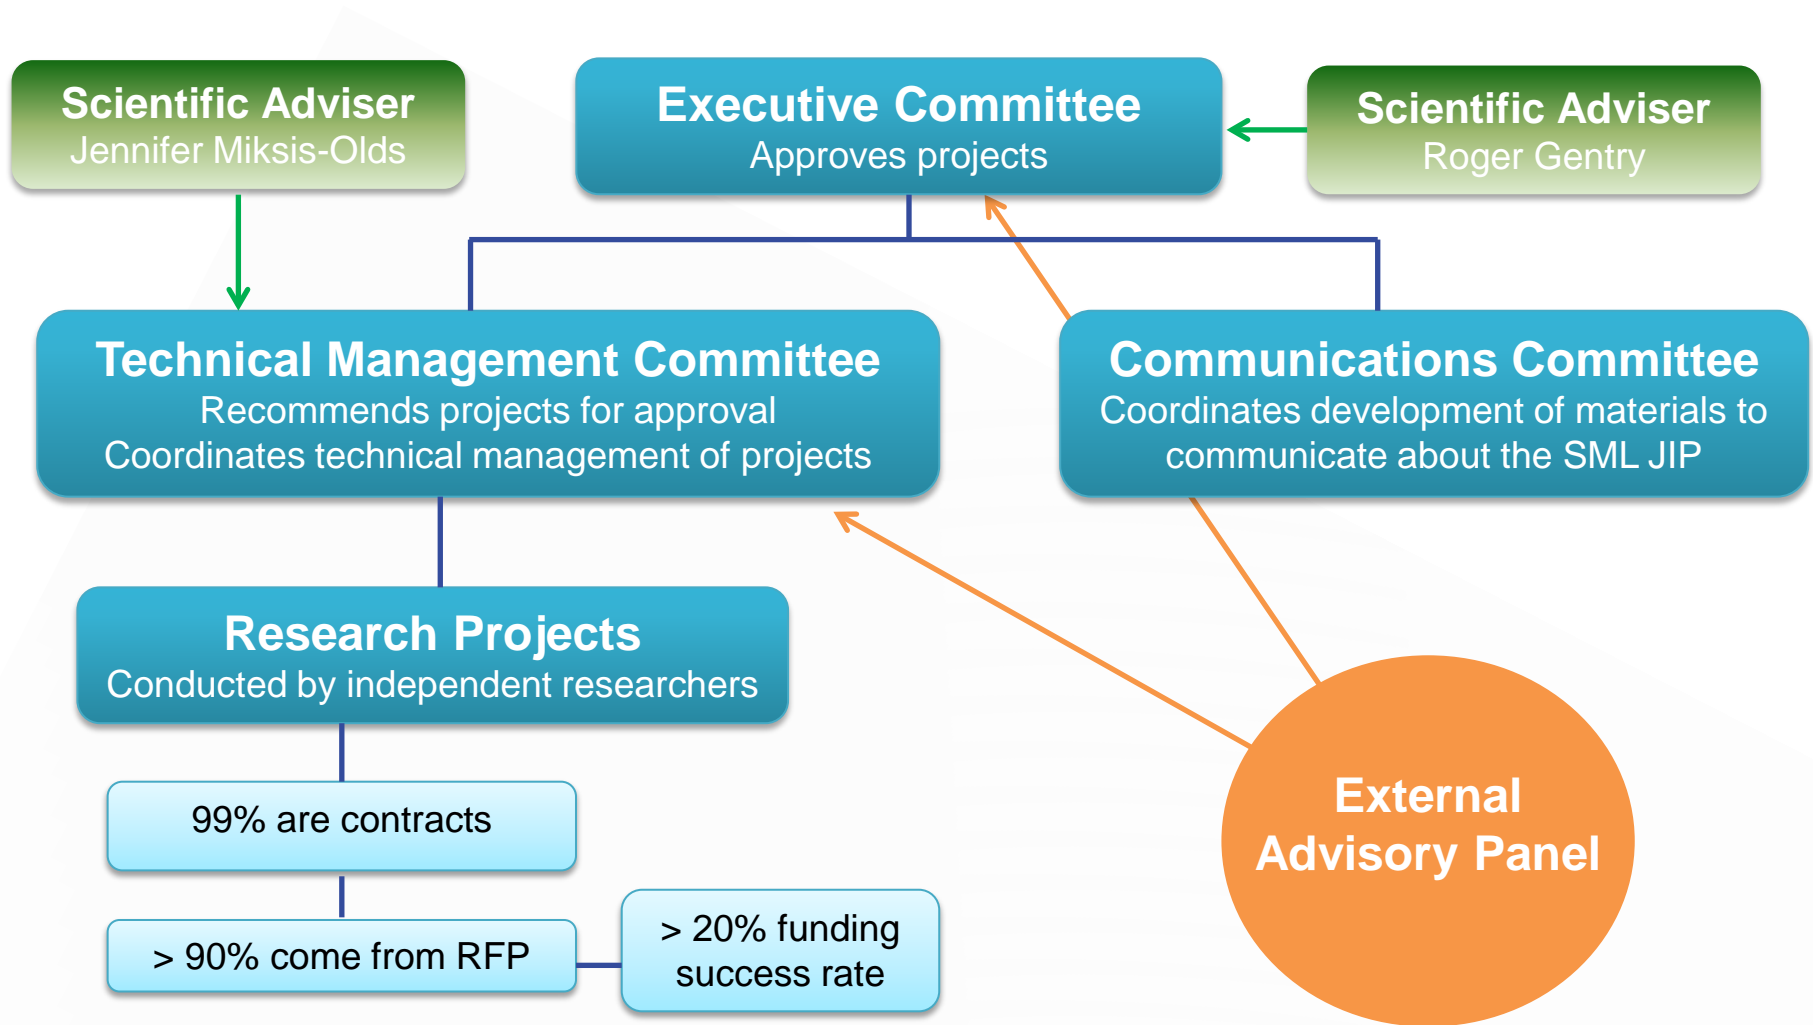 Scientific Adviser
Jennifer Miksis-Olds
Executive Committee
Approves projects
Scientific Adviser
Roger Gentry
Technical Management Committee
Recommends projects for approval
Coordinates technical management of projects
Communications Committee
Coordinates development of materials to
communicate about the SML JIP
Research Projects
Conducted by independent researchers
99% are contracts
> 90% come from RFP
> 20% funding
success rate
External
Advisory Panel